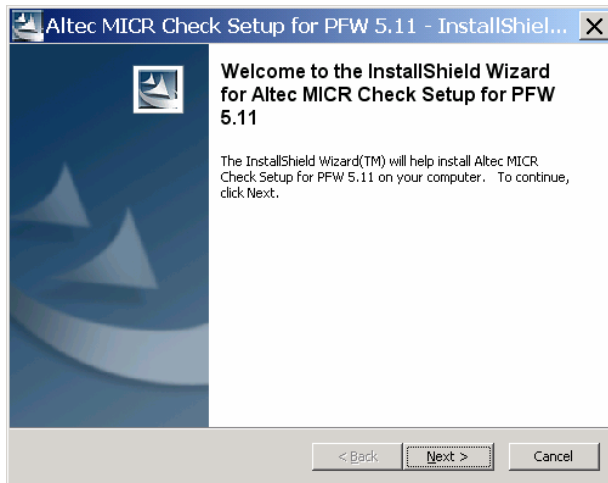 Altec MICR Check Setup for PFW 5.11 - InstallShiel...
Welcome to the InstallShield Wizard
for Altec MICR Check Setup for PFW
5.11
The InstallShield Wizard(TM) will help install Altec MICR
Check Setup for PFW 5.11 on your computer.  To continue,
click Next.
< Back  Next >  Cancel